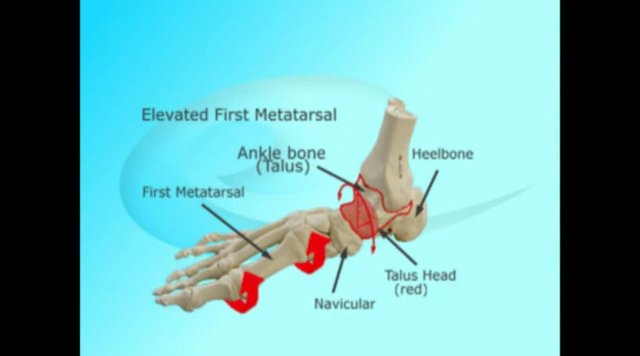 Elevated First Metatarsal
Ankle bone
(Talus)
Heelbone
First Metatarsal
Talus Head
(red)
Navicular